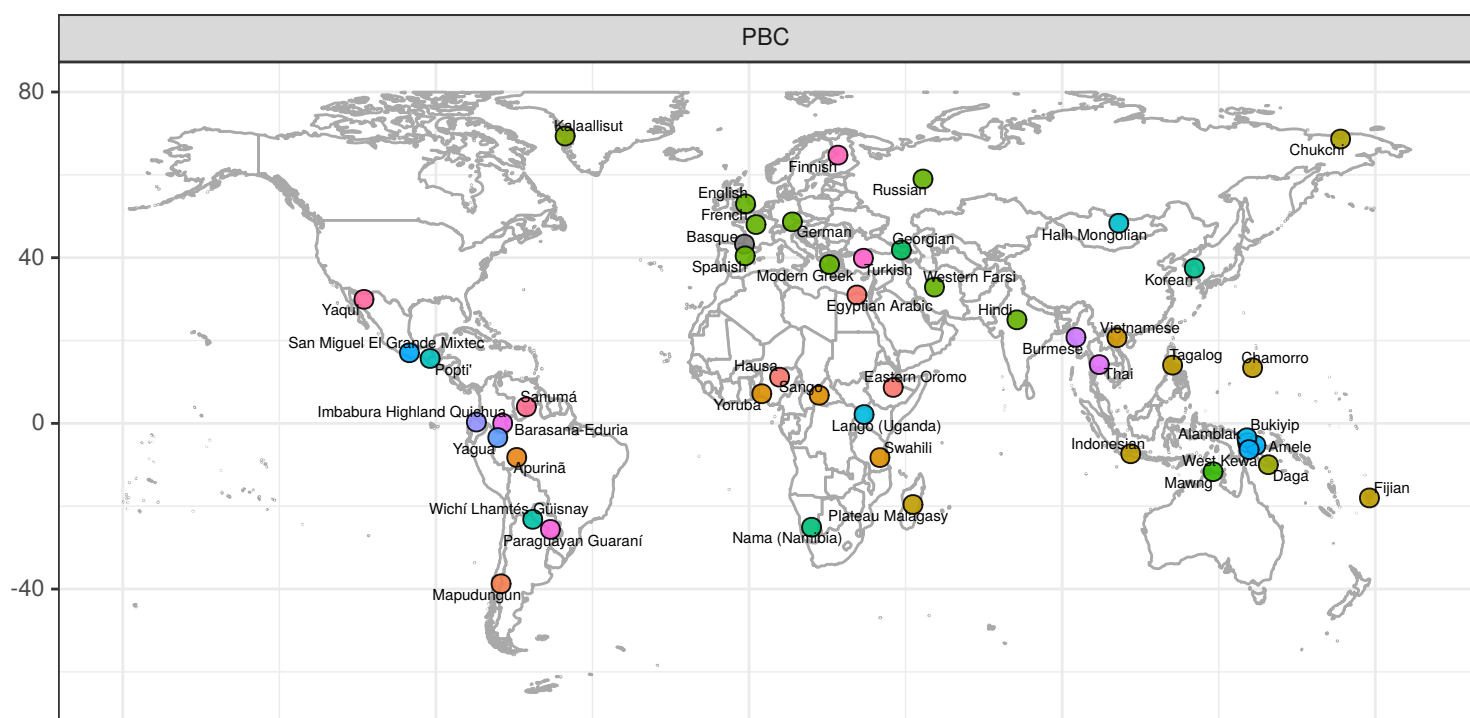 PBC
80
Kalaallisut
Chukchi
Finnish
Russian
English
French
German
Georgian
Halh Mongolian
Basque
40
Spanish
Modern Greek
Turkish
Western Farsi
Korean
Egyptian Arabic
Hindi
Yaqui
San Miguel El Grande Mixtec
Vietnamese
Burmese
Tagalog
Chamorro
Popti'
Hausa
Thai
Eastern Oromo
Sango
Yoruba
Sanumá
Imbabura Highland Quichua
0
Barasana-Eduria
Lango (Uganda)
Bukiyip
Alamblak
Yagua
Indonesian
Amele
Swahili
West Kewa
Apurinã
Daga
Mawng
Fijian
Wichí Lhamtés Güisnay
Plateau Malagasy
Paraguayan Guaraní
Nama (Namibia)
-40
Mapudungun